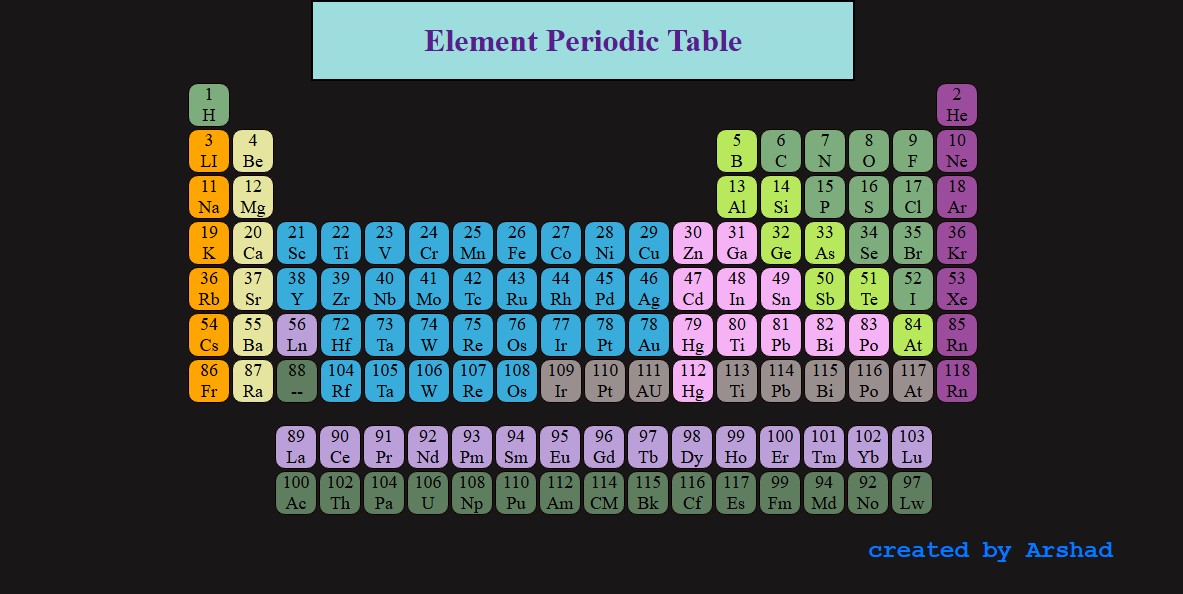 Element Periodic Table
1 2
H He
3 4 5 6 7 8 9 10
LI Be B C N O F Ne
11 12 13 14 15 16 17 18
Na Mg Al Si P S Cl Ar
19 20 21 22 23 24 25 26 27 28 29 30 31 32 33 34 35 36
K Ca Sc Ti V Cr Mn Fe Co Ni Cu Zn Ga Ge As Se Br Kr
36 37 38 39 40 41 42 43 44 45 46 47 48 49 50 51 52 53
Rb Sr Y Zr Nb Mo Tc Ru Rh Pd Ag Cd In Sn Sb Te I Xe
54 55 56 72 73 74 75 76 77 78 78 79 80 81 82 83 84 85
Cs Ba Ln Hf Ta W Re Os Ir Pt Au Hg Ti Pb Bi Po At Rn
86 87 88 104 105 106 107 108 109 110 111 112 113 114 115 116 117 118
Fr Ra -- Rf Ta W Re Os Ir Pt AU Hg Ti Pb Bi Po At Rn
89 90 91 92 93 94 95 96 97 98 99 100 101 102 103
La Ce Pr Nd Pm Sm Eu Gd Tb Dy Ho Er Tm Yb Lu
100 102 104 106 108 110 112 114 115 116 117 99 94 92 97
Ac Th Pa U Np Pu Am CM Bk Cf Es Fm Md No Lw
created by Arshad